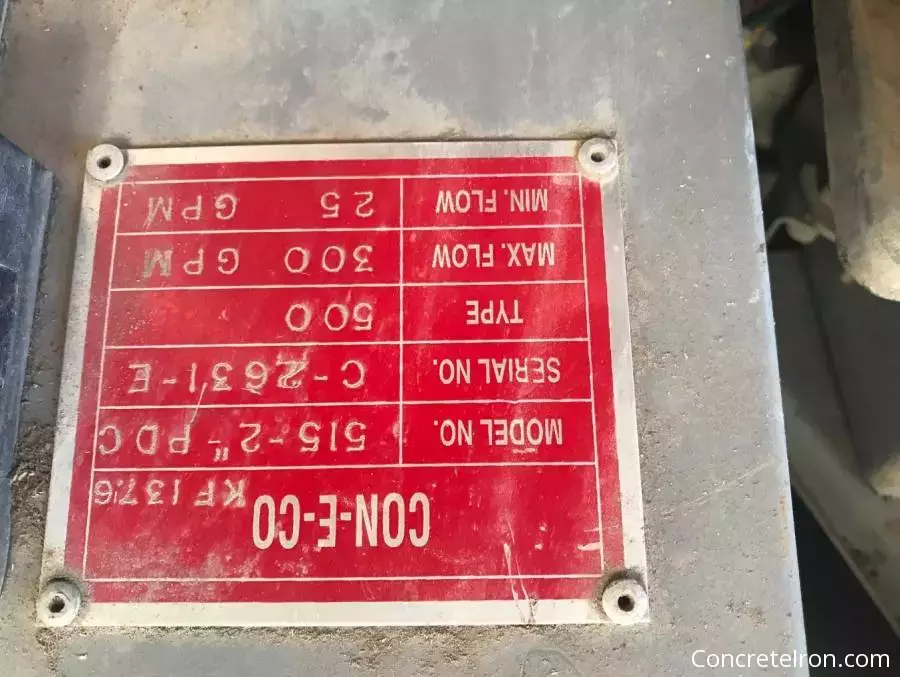 CON-E-CO KF 1376
MODEL NO. 515-2"-PDC
SERIAL NO. C-2631-E
TYPE 500
MAX. FLOW 300 GPM
MIN. FLOW 25 GPM
ConcreteIron.com